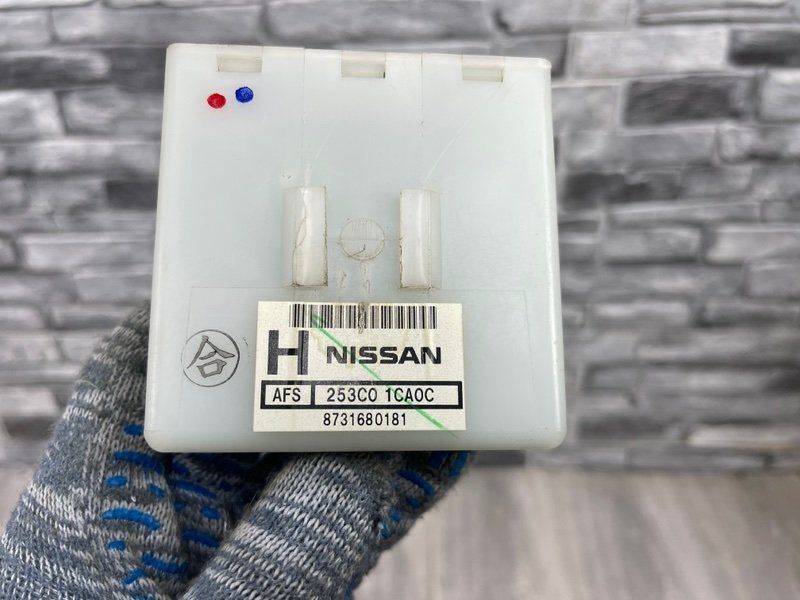 合
H NISSAN
AFS 253C0 1CA0C
8731680181